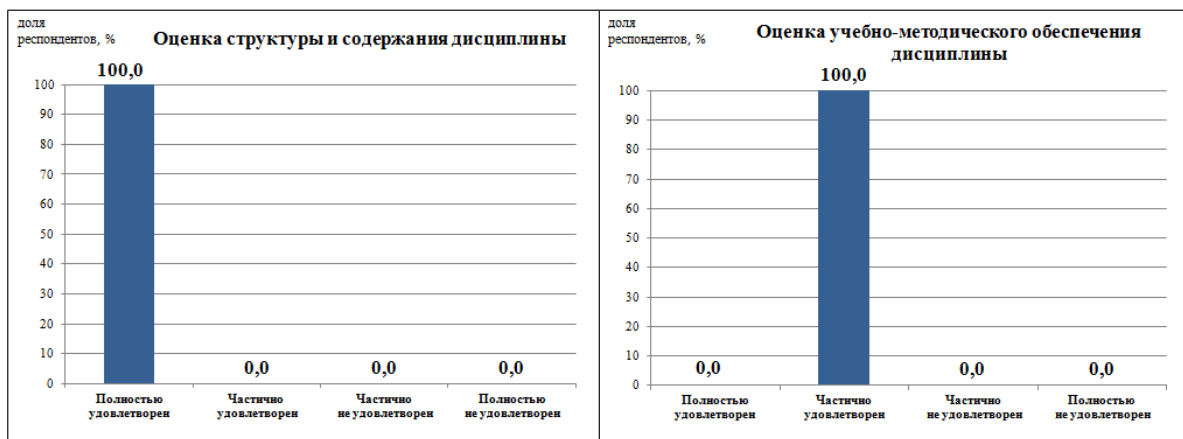 доля
респондентов, %
Оценка структуры и содержания дисциплины
100,0
100
90
80
70
60
50
40
30
20
10
0
0,0
0,0
0,0
Полностью
удовлетворен
Частично
удовлетворен
Частично
не удовлетворен
Полностью
не удовлетворен
доля
респондентов, %
Оценка учебно-методического обеспечения
дисциплины
100,0
100
90
80
70
60
50
40
30
20
10
0
0,0
0,0
0,0
Полностью
удовлетворен
Частично
удовлетворен
Частично
не удовлетворен
Полностью
не удовлетворен